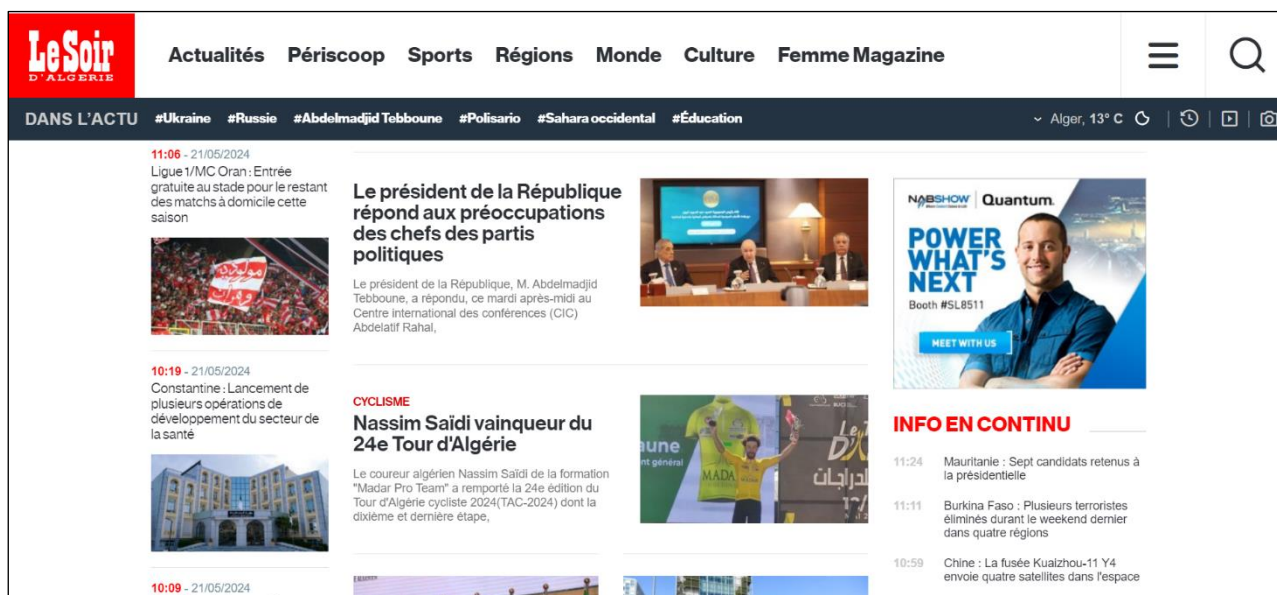 Le Soir
D'ALGERIE
Actualités Périscoop Sports Régions Monde Culture Femme Magazine
DANS L'ACTU #Ukraine #Russie #Abdelmadjid Tebboune #Polisario #Sahara occidental #Éducation Alger, 13° C
11:06 - 21/05/2024
Ligue 1/MC Oran : Entrée
gratuite au stade pour le restant
des matchs à domicile cette
saison
10:19 - 21/05/2024
Constantine : Lancement de
plusieurs opérations de
développement du secteur de
la santé
10:09 - 21/05/2024
Le président de la République
répond aux préoccupations
des chefs des partis
politiques
Le président de la République, M. Abdelmadjid
Tebboune, a répondu, ce mardi après-midi au
Centre international des conférences (CIC)
Abdelatif Rahal,
CYCLISME
Nassim Saïdi vainqueur du
24e Tour d'Algérie
Le coureur algérien Nassim Saïdi de la formation
"Madar Pro Team" a remporté la 24e édition du
Tour d'Algérie cycliste 2024(TAC-2024) dont la
dixième et dernière étape,
aune
nt général
MADAR
NABSHOW Quantum.
POWER
WHAT'S
NEXT
Booth #SL8511
MEET WITH US
INFO EN CONTINU
11:24 Mauritanie : Sept candidats retenus à
la présidentielle
11:11 Burkina Faso : Plusieurs terroristes
éliminés durant le weekend dernier
dans quatre régions
10:59 Chine : La fusée Kuaizhou-11 Y4
envoie quatre satellites dans l'espace